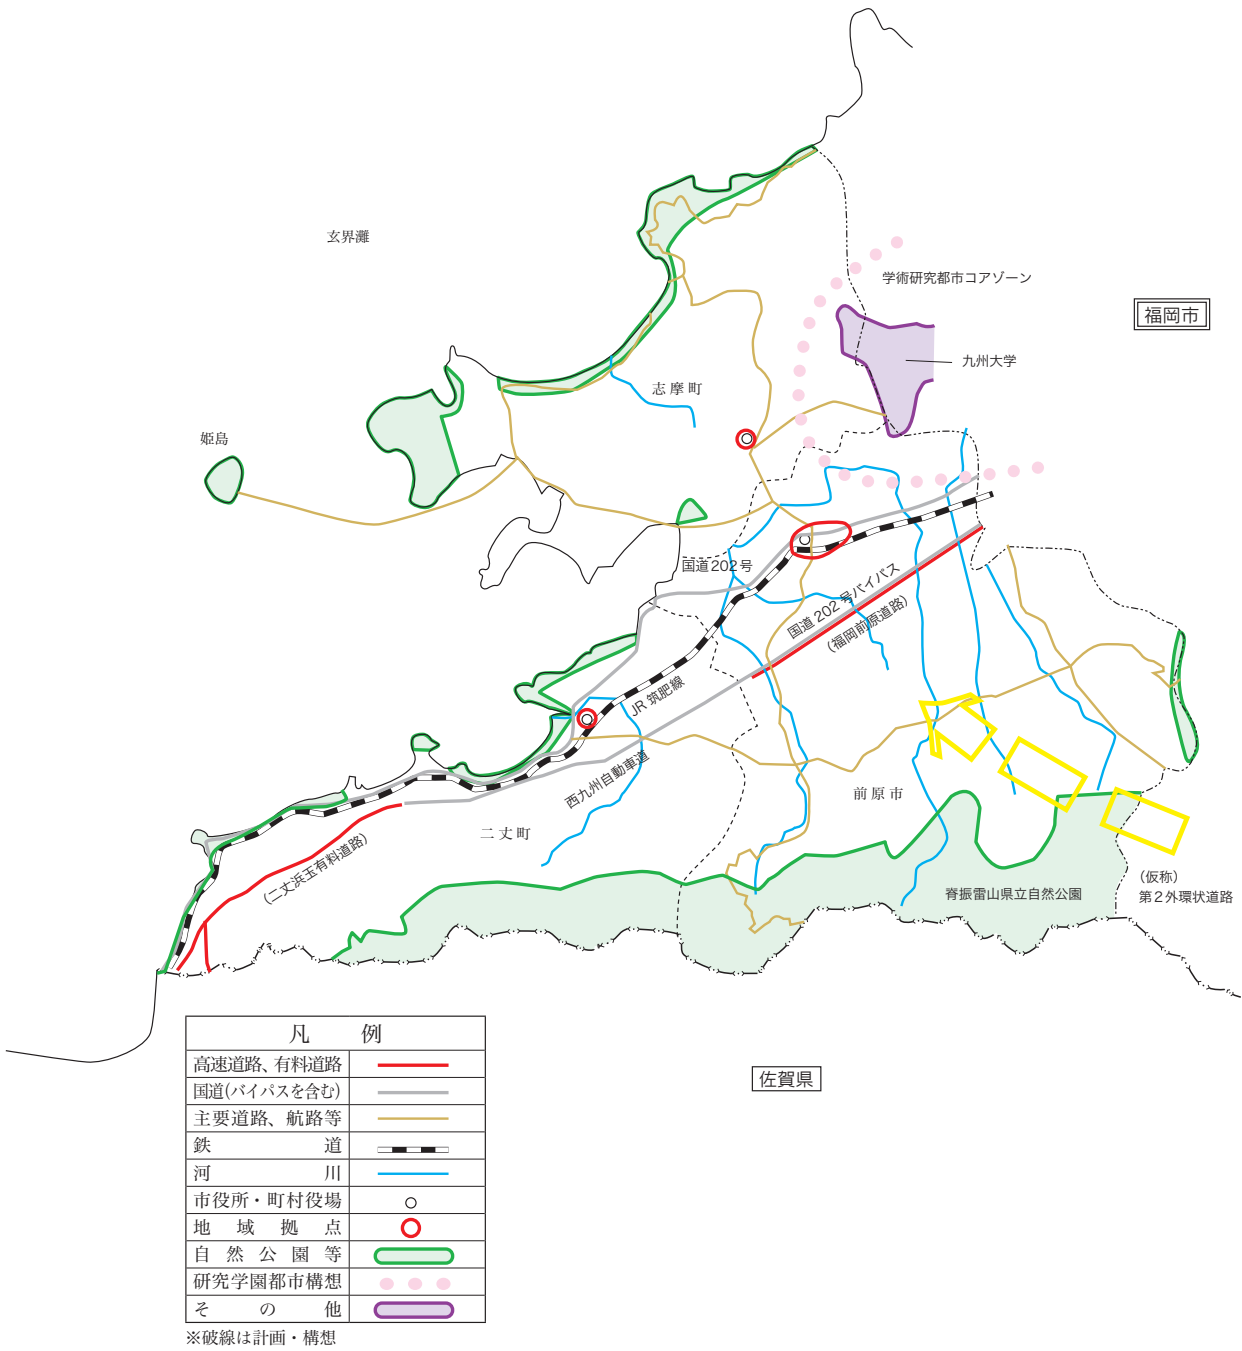 玄界灘
学術研究都市コアゾーン
福岡市
九州大学
志摩町
姫島
国道202号
国道202号バイパス
(福岡前原道路)
JR筑肥線
西九州自動車道
前原市
二丈町
(二丈浜玉有料道路)
脊振雷山県立自然公園
(仮称)
第2外環状道路
佐賀県
凡 例
高速道路、有料道路
国道(バイパスを含む)
主要道路、航路等
鉄道
河川
市役所・町村役場
地域拠点
自然公園等
研究学園都市構想
その他
※破線は計画・構想